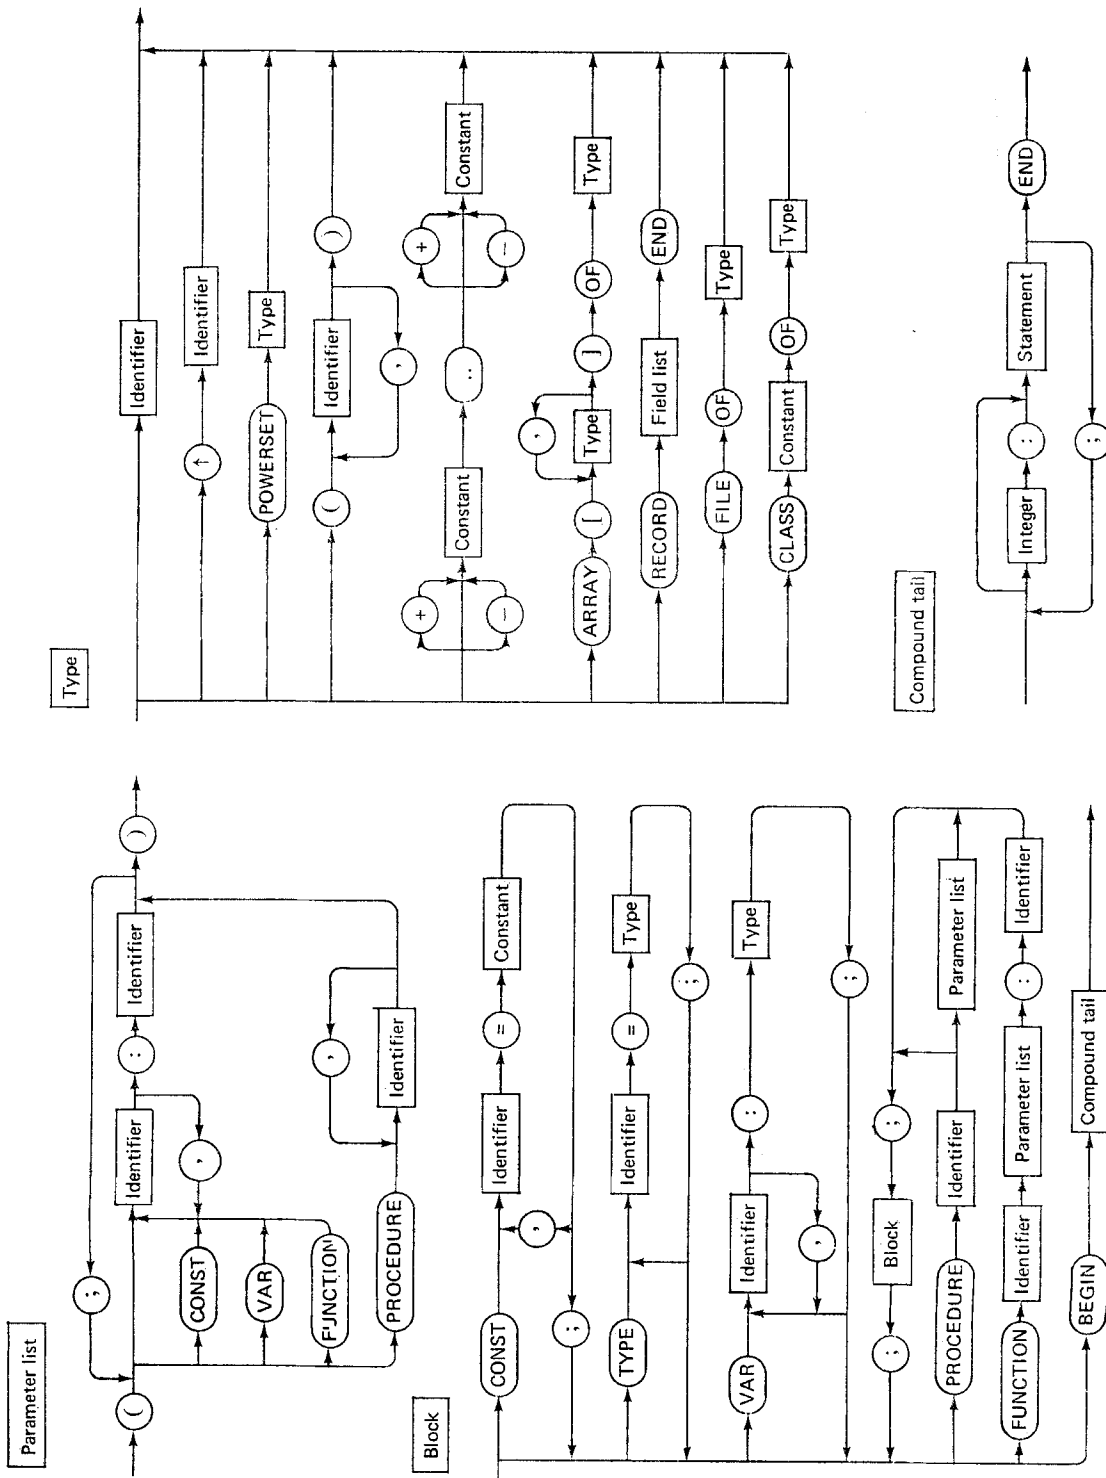 Parameter list
( Identifier : Identifier )
;
,
CONST
VAR
FUNCTION
PROCEDURE Identifier
,
Block
CONST Identifier = Constant
,
;
TYPE Identifier = Type
;
VAR Identifier : Type
,
;
; Block ;
PROCEDURE Identifier Parameter list
FUNCTION Identifier Parameter list : Identifier
BEGIN Compound tail
Type
Identifier
↑ Identifier
POWERSET Type
( Identifier )
,
+ +
Constant .. Constant
− −
,
ARRAY [ Type ] OF Type
RECORD Field list END
FILE OF Type
CLASS Constant OF Type
Compound tail
Integer : Statement END
;